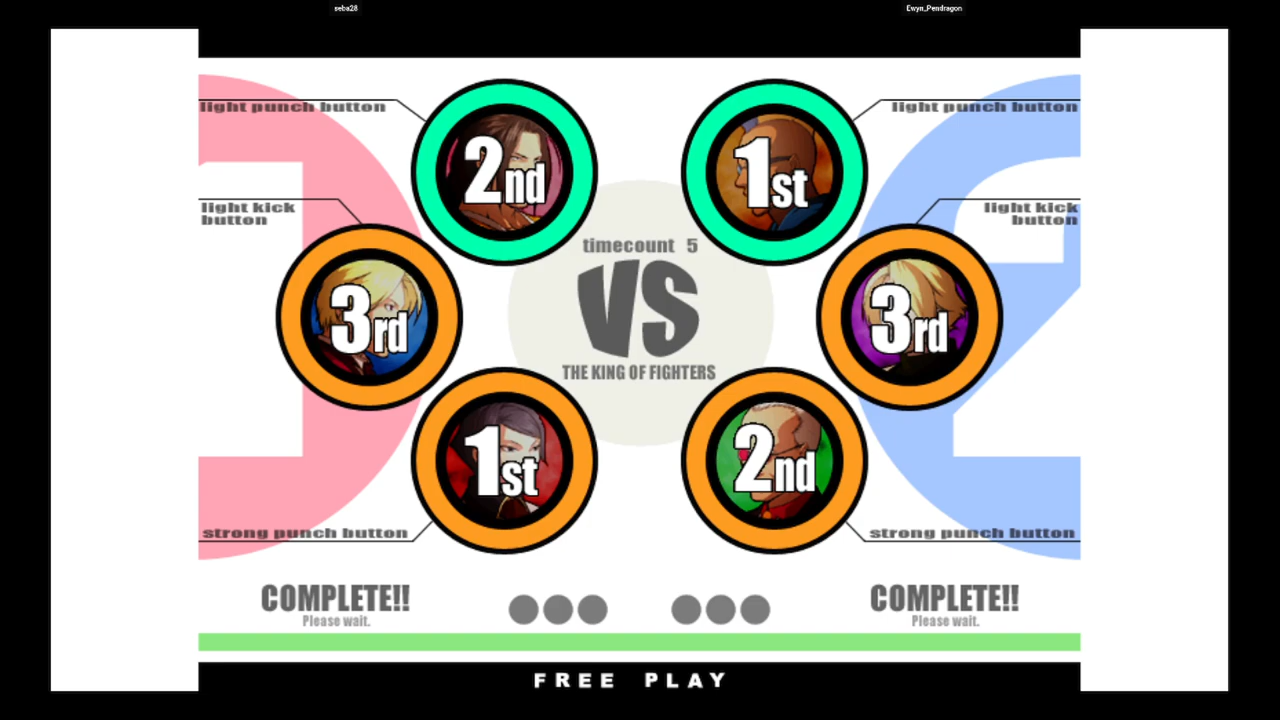 seba28
Ewyn_Pendragon
light punch button
light punch button
2nd
1st
light kick
button
light kick
button
timecount 5
VS
THE KING OF FIGHTERS
3rd
3rd
1st
2nd
strong punch button
strong punch button
COMPLETE!!
Please wait.
COMPLETE!!
Please wait.
FREE PLAY